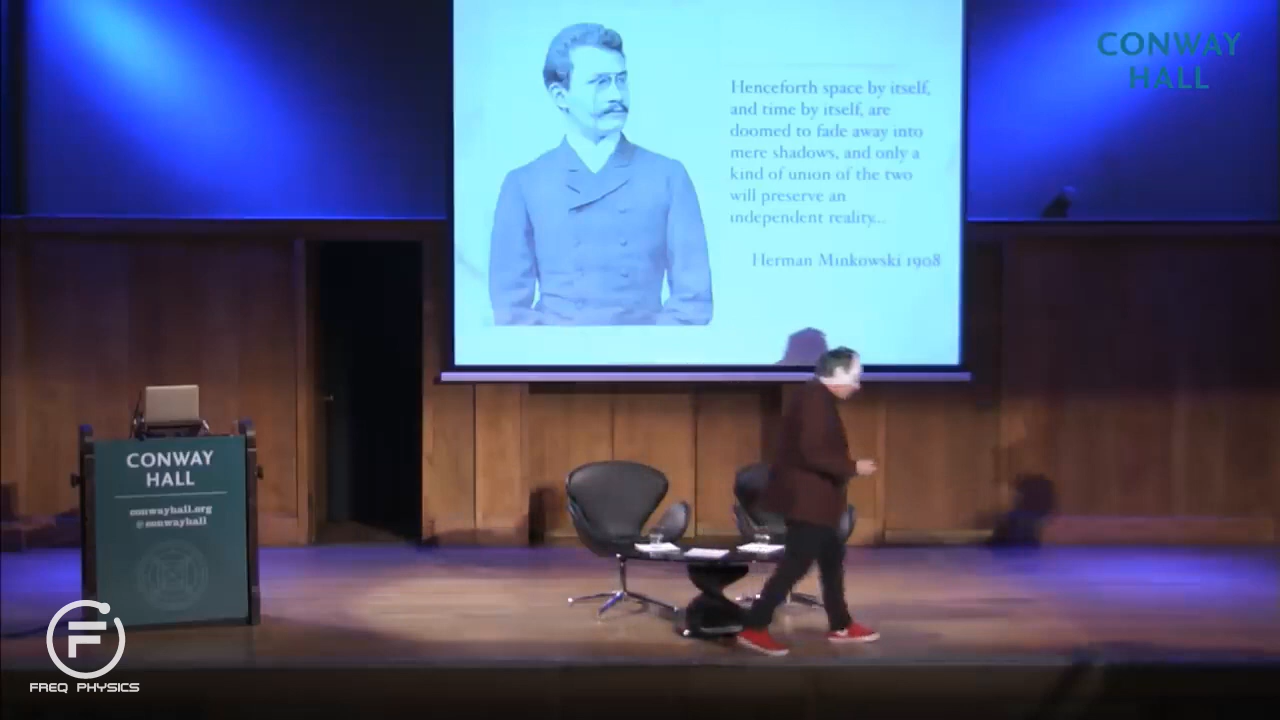 CONWAY
HALL
Henceforth space by itself,
and time by itself, are
doomed to fade away into
mere shadows, and only a
kind of union of the two
will preserve an
independent reality...
Herman Minkowski 1908
CONWAY
HALL
conwayhall.org
@conwayhall
F
FREQ PHYSICS